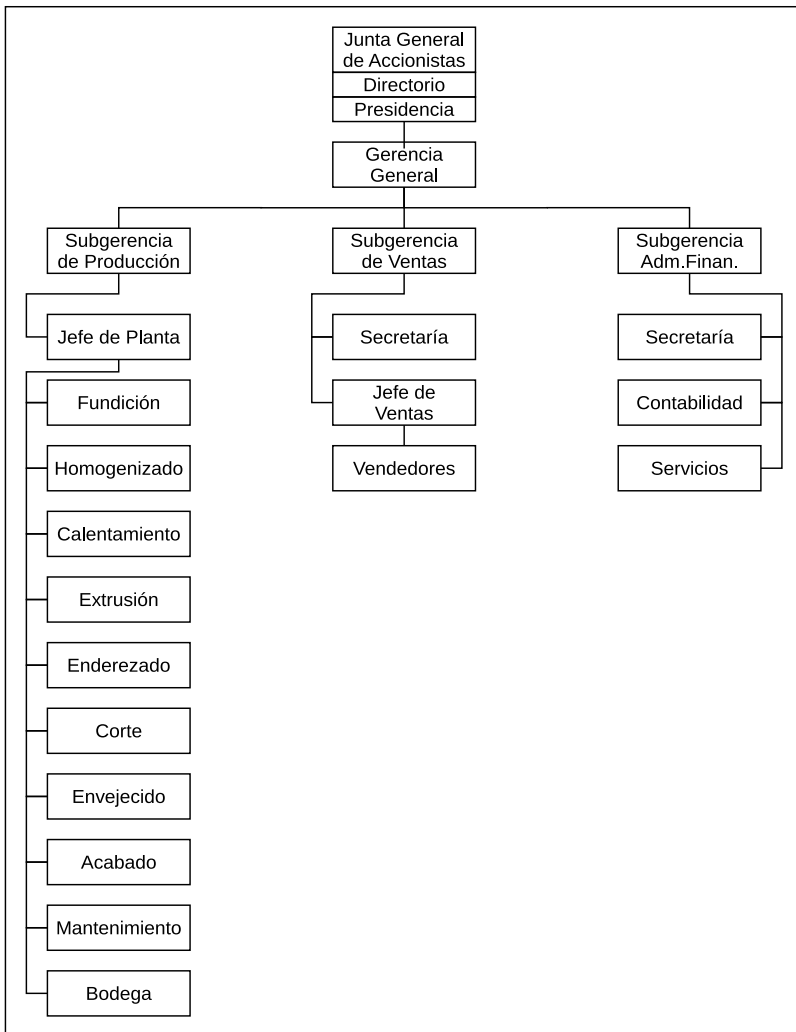 Junta General
de Accionistas
Directorio
Presidencia
Gerencia
General
Subgerencia
de Producción
Subgerencia
de Ventas
Subgerencia
Adm.Finan.
Jefe de Planta
Secretaría
Secretaría
Fundición
Jefe de
Ventas
Contabilidad
Homogenizado
Vendedores
Servicios
Calentamiento
Extrusión
Enderezado
Corte
Envejecido
Acabado
Mantenimiento
Bodega